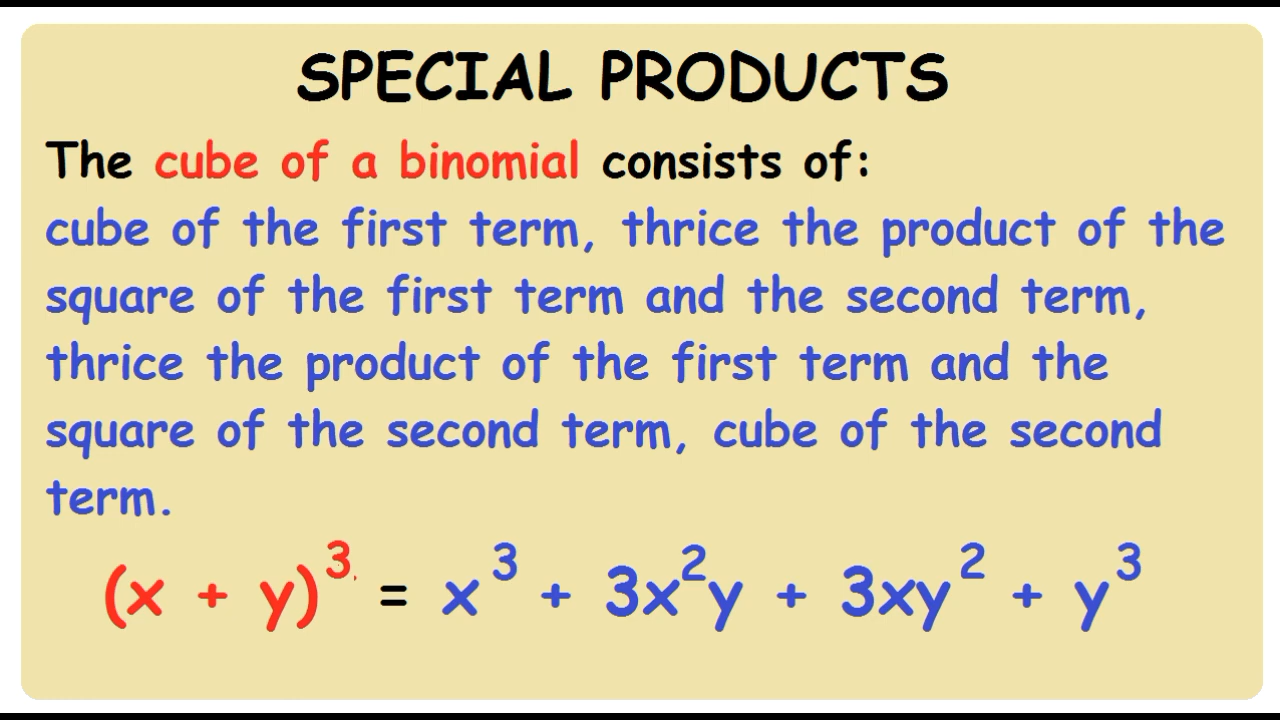 SPECIAL PRODUCTS
The cube of a binomial consists of:
cube of the first term, thrice the product of the
square of the first term and the second term,
thrice the product of the first term and the
square of the second term, cube of the second
term.
(x + y)³ = x³ + 3x²y + 3xy² + y³